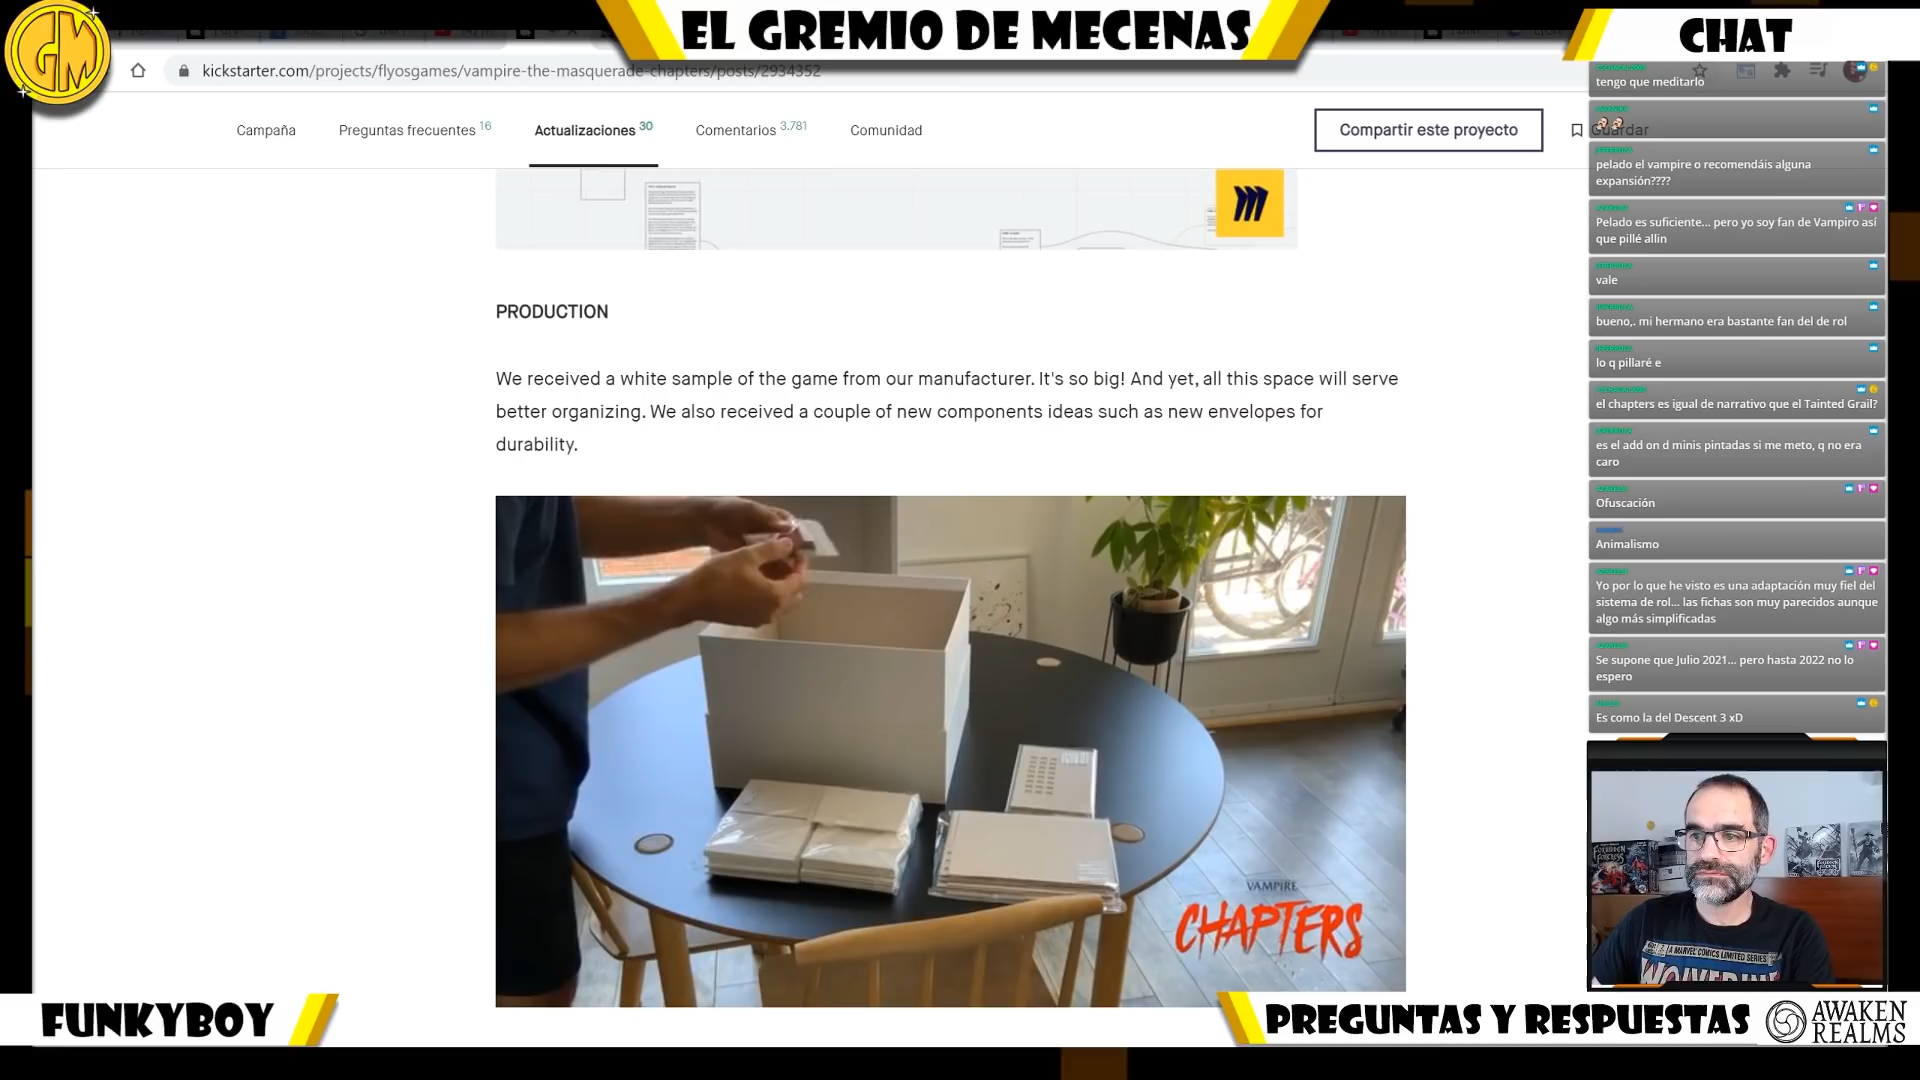 EL GREMIO DE MECENAS
CHAT
GM
kickstarter.com/projects/flyosgames/vampire-the-masquerade-chapters/posts/2934352
Campaña
Preguntas frecuentes 16
Actualizaciones 30
Comentarios 3.781
Comunidad
Compartir este proyecto
Guardar
PRODUCTION
We received a white sample of the game from our manufacturer. It's so big! And yet, all this space will serve
better organizing. We also received a couple of new components ideas such as new envelopes for
durability.
VAMPIRE
CHAPTERS
tengo que meditarlo
pelado el vampire o recomendáis alguna
expansión????
Pelado es suficiente... pero yo soy fan de Vampiro así
que pillé allin
vale
bueno,. mi hermano era bastante fan del de rol
lo q pillaré e
el chapters es igual de narrativo que el Tainted Grail?
es el add on d minis pintadas si me meto, q no era
caro
Ofuscación
Animalismo
Yo por lo que he visto es una adaptación muy fiel del
sistema de rol... las fichas son muy parecidos aunque
algo más simplificadas
Se supone que Julio 2021... pero hasta 2022 no lo
espero
Es como la del Descent 3 xD
FORBIDDEN
FORTRESS
A MARVEL COMICS LIMITED SERIES
WOLVERINE
FUNKYBOY
PREGUNTAS Y RESPUESTAS
AWAKEN
REALMS